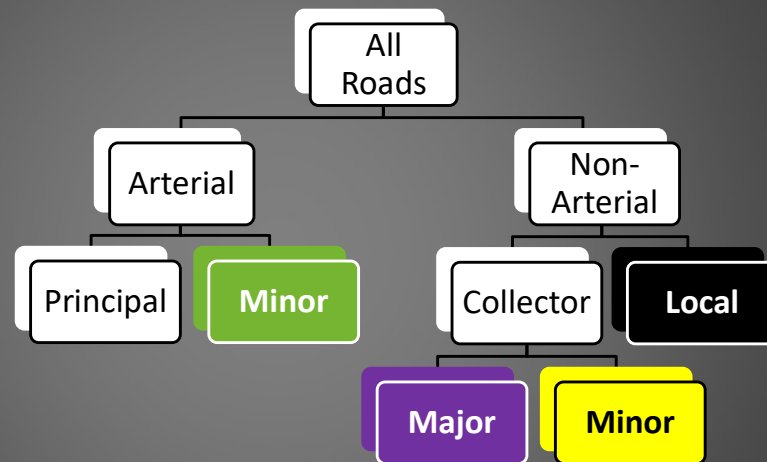 All
Roads
Arterial
Non-
Arterial
Principal
Minor
Collector
Local
Major
Minor